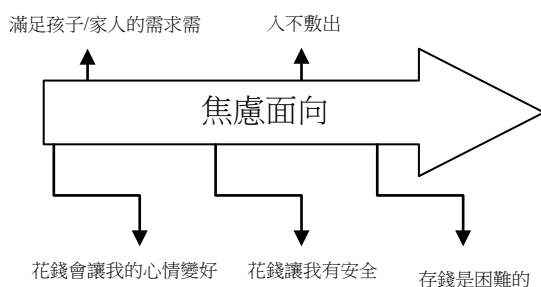 滿足孩子/家人的需求需
入不敷出
焦慮面向
花錢會讓我的心情變好
花錢讓我有安全
存錢是困難的